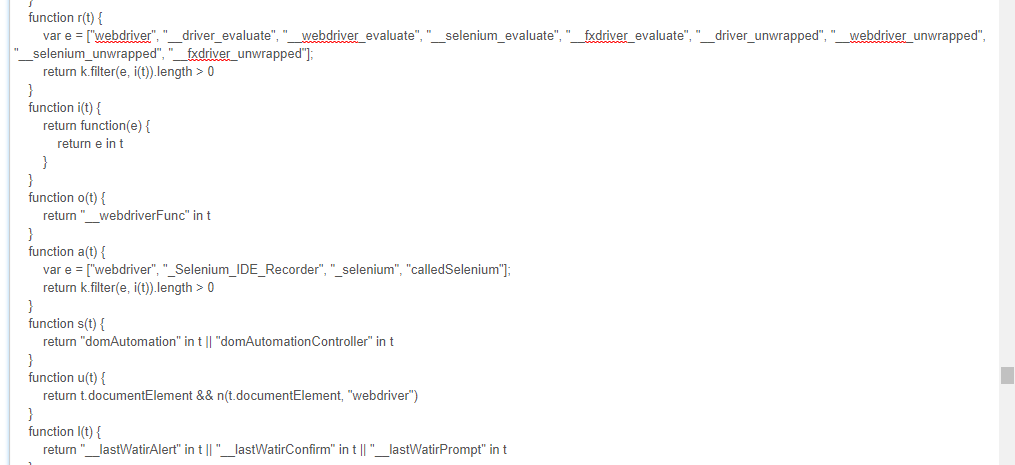 function r(t) {
var e = ["webdriver", "__driver_evaluate", "__webdriver_evaluate", "__selenium_evaluate", "__fxdriver_evaluate", "__driver_unwrapped", "__webdriver_unwrapped",
"__selenium_unwrapped", "__fxdriver_unwrapped"];
return k.filter(e, i(t)).length > 0
}
function i(t) {
return function(e) {
return e in t
}
}
function o(t) {
return "__webdriverFunc" in t
}
function a(t) {
var e = ["webdriver", "_Selenium_IDE_Recorder", "_selenium", "calledSelenium"];
return k.filter(e, i(t)).length > 0
}
function s(t) {
return "domAutomation" in t || "domAutomationController" in t
}
function u(t) {
return t.documentElement && n(t.documentElement, "webdriver")
}
function l(t) {
return "__lastWatirAlert" in t || "__lastWatirConfirm" in t || "__lastWatirPrompt" in t